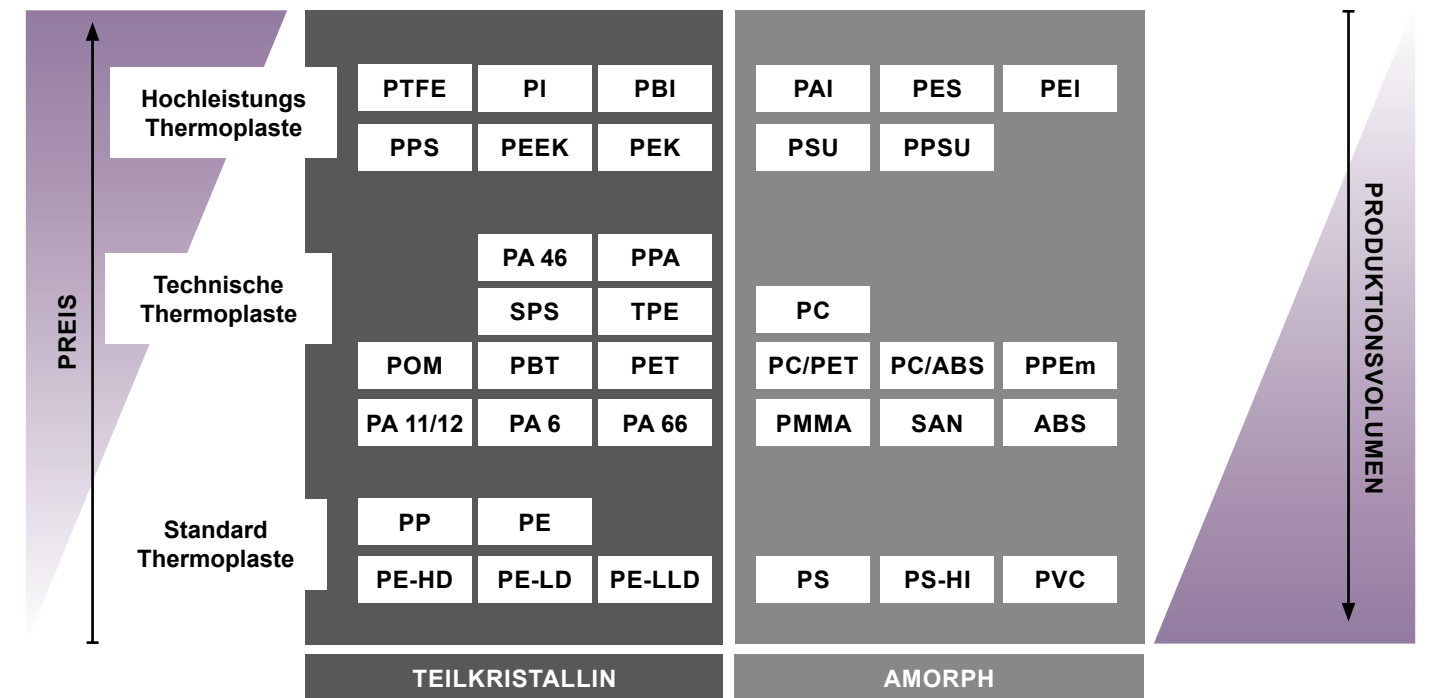 Hochleistungs
Thermoplaste
PTFE PI PBI PAI PES PEI
PPS PEEK PEK PSU PPSU
PREIS
Technische
Thermoplaste
PA 46 PPA
SPS TPE PC
POM PBT PET PC/PET PC/ABS PPEm
PA 11/12 PA 6 PA 66 PMMA SAN ABS
PRODUKTIONSVOLUMEN
Standard
Thermoplaste
PP PE
PE-HD PE-LD PE-LLD PS PS-HI PVC
TEILKRISTALLIN AMORPH